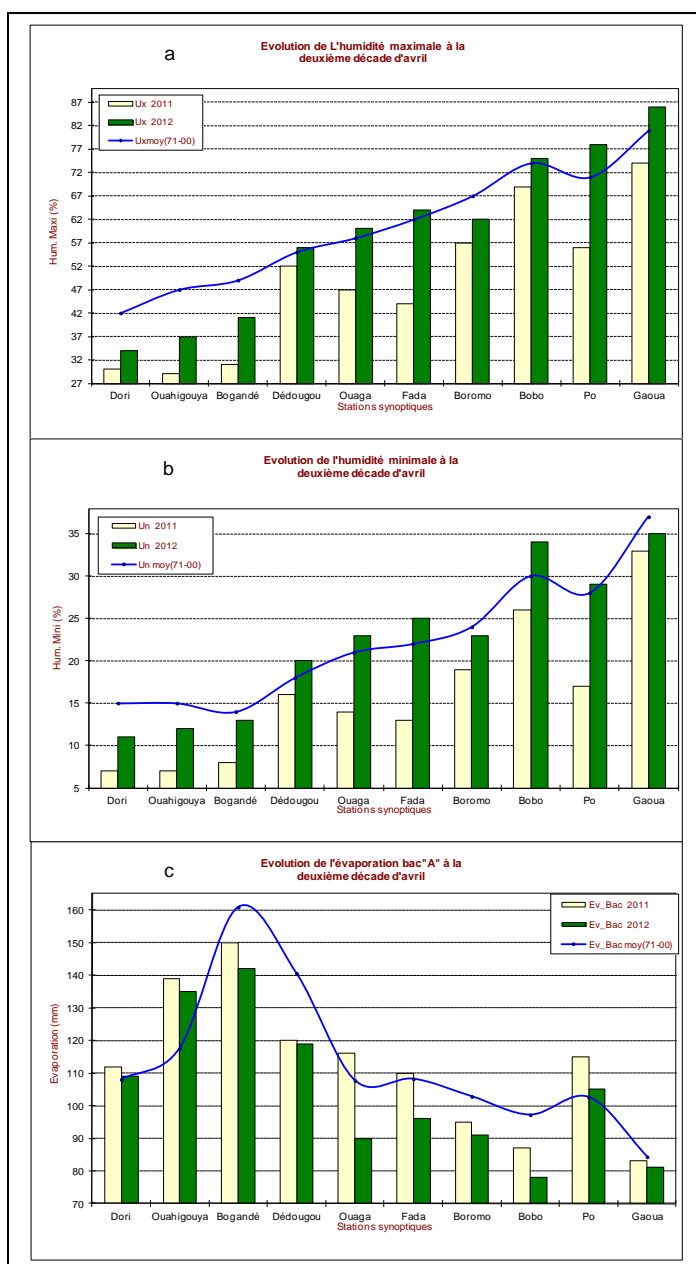 a
Evolution de L'humidité maximale à la
deuxième décade d'avril
Ux 2011
Ux 2012
Uxmoy(71-00)
Hum. Maxi (%)
87
82
77
72
67
62
57
52
47
42
37
32
27
Dori Ouahigouya Bogandé Dédougou Ouaga Fada Boromo Bobo Po Gaoua
Stations synoptiques
b
Evolution de l'humidité minimale à la
deuxième décade d'avril
Un 2011
Un 2012
Un moy(71-00)
Hum. Mini (%)
35
30
25
20
15
10
5
Dori Ouahigouya Bogandé Dédougou Ouaga Fada Boromo Bobo Po Gaoua
Stations synoptiques
c
Evolution de l'évaporation bac"A" à la
deuxième décade d'avril
Ev_Bac 2011
Ev_Bac 2012
Ev_Bac moy(71-00)
Evaporation (mm)
160
150
140
130
120
110
100
90
80
70
Dori Ouahigouya Bogandé Dédougou Ouaga Fada Boromo Bobo Po Gaoua
Stations synoptiques